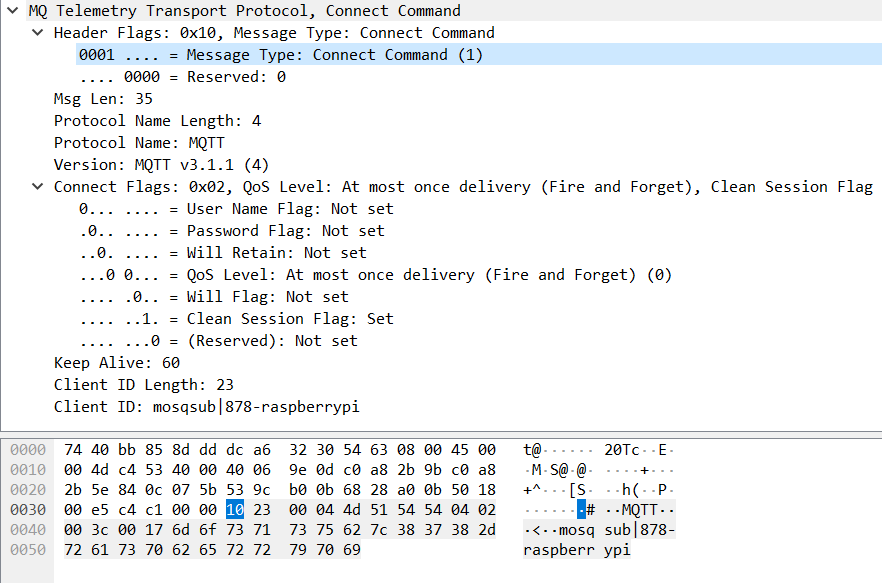 MQ Telemetry Transport Protocol, Connect Command
Header Flags: 0x10, Message Type: Connect Command
0001 .... = Message Type: Connect Command (1)
.... 0000 = Reserved: 0
Msg Len: 35
Protocol Name Length: 4
Protocol Name: MQTT
Version: MQTT v3.1.1 (4)
Connect Flags: 0x02, QoS Level: At most once delivery (Fire and Forget), Clean Session Flag
0... .... = User Name Flag: Not set
.0.. .... = Password Flag: Not set
..0. .... = Will Retain: Not set
...0 0... = QoS Level: At most once delivery (Fire and Forget) (0)
.... .0.. = Will Flag: Not set
.... ..1. = Clean Session Flag: Set
.... ...0 = (Reserved): Not set
Keep Alive: 60
Client ID Length: 23
Client ID: mosqsub|878-raspberrypi
0000 74 40 bb 85 8d dd dc a6 32 30 54 63 08 00 45 00 t@······ 20Tc··E·
0010 00 4d c4 53 40 00 40 06 9e 0d c0 a8 2b 9b c0 a8 ·M·S@·@· ····+···
0020 2b 5e 84 0c 07 5b 53 9c b0 0b 68 28 a0 0b 50 18 +^···[S· ··h(··P·
0030 00 e5 c4 c1 00 00 10 23 00 04 4d 51 54 54 04 02 ·······# ··MQTT··
0040 00 3c 00 17 6d 6f 73 71 73 75 62 7c 38 37 38 2d ·<··mosq sub|878-
0050 72 61 73 70 62 65 72 72 79 70 69 raspberr ypi